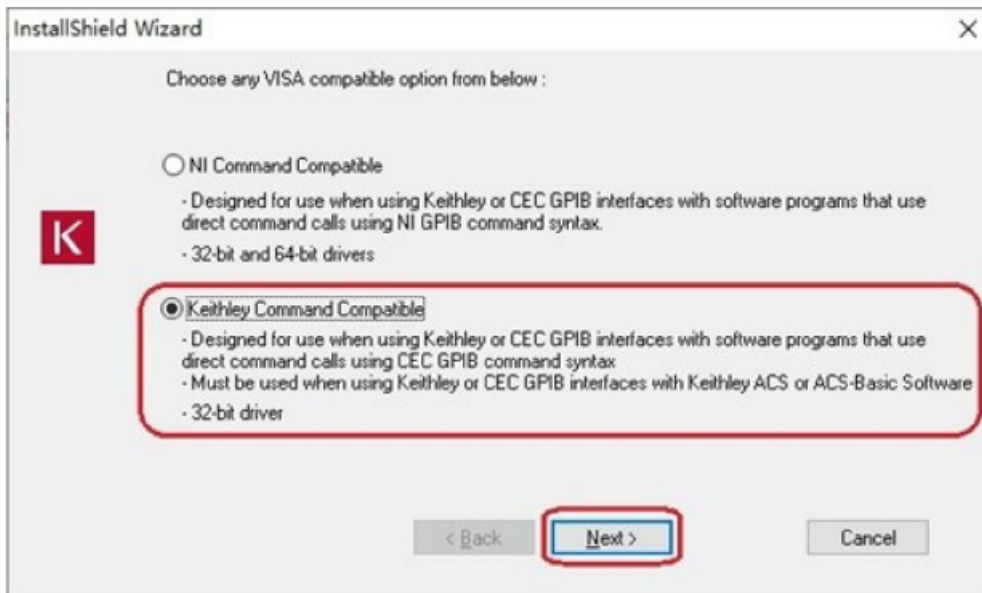 InstallShield Wizard
Choose any VISA compatible option from below :
NI Command Compatible
- Designed for use when using Keithley or CEC GPIB interfaces with software programs that use
direct command calls using NI GPIB command syntax.
- 32-bit and 64-bit drivers
K
Keithley Command Compatible
- Designed for use when using Keithley or CEC GPIB interfaces with software programs that use
direct command calls using CEC GPIB command syntax
- Must be used when using Keithley or CEC GPIB interfaces with Keithley ACS or ACS-Basic Software
- 32-bit driver
< Back Next > Cancel